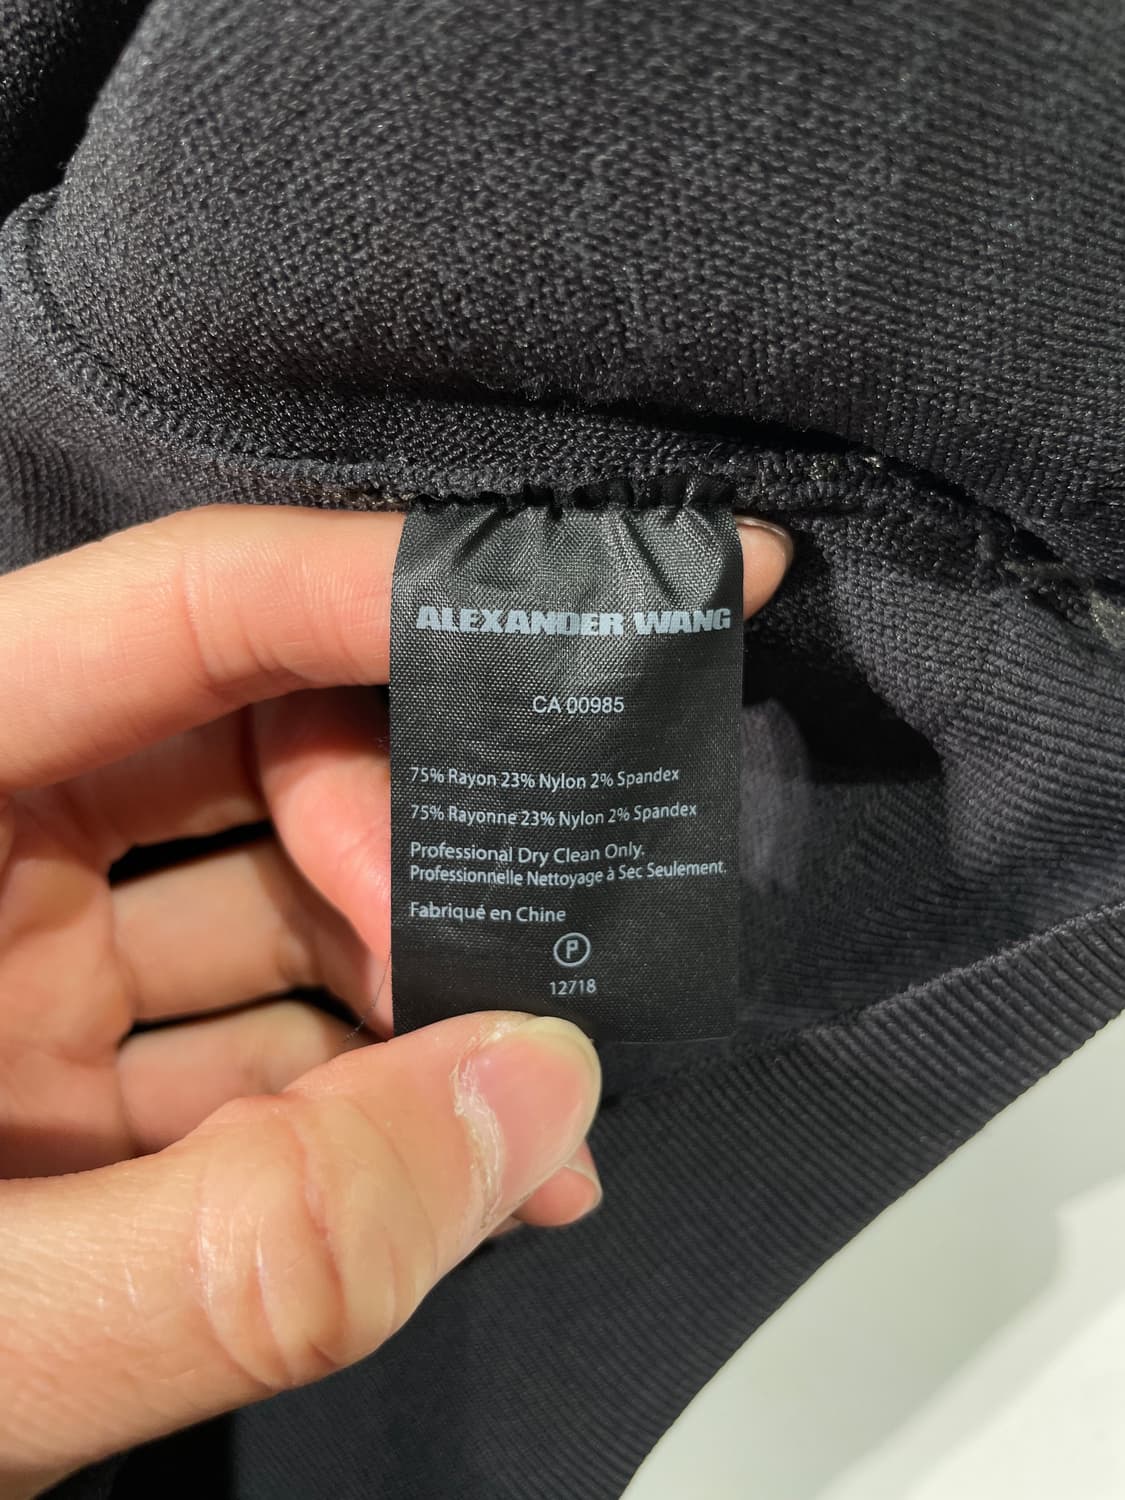 ALEXANDER WANG
CA 00985
75% Rayon 23% Nylon 2% Spandex
75% Rayonne 23% Nylon 2% Spandex
Professional Dry Clean Only.
Professionnelle Nettoyage à Sec Seulement.
Fabriqué en Chine
P
12718